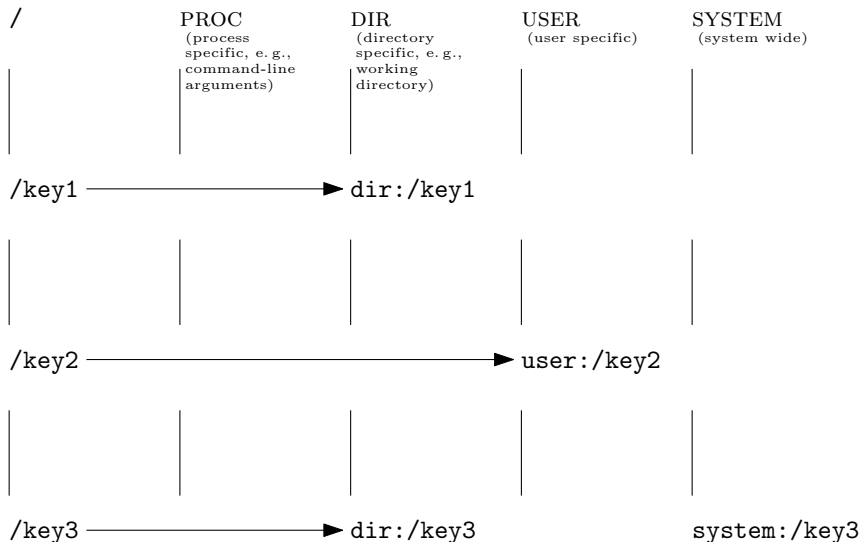 / PROC DIR USER SYSTEM
(process (directory (user specific) (system wide)
specific, e. g., specific, e. g.,
command-line working
arguments) directory)
/key1 dir:/key1
/key2 user:/key2
/key3 dir:/key3 system:/key3